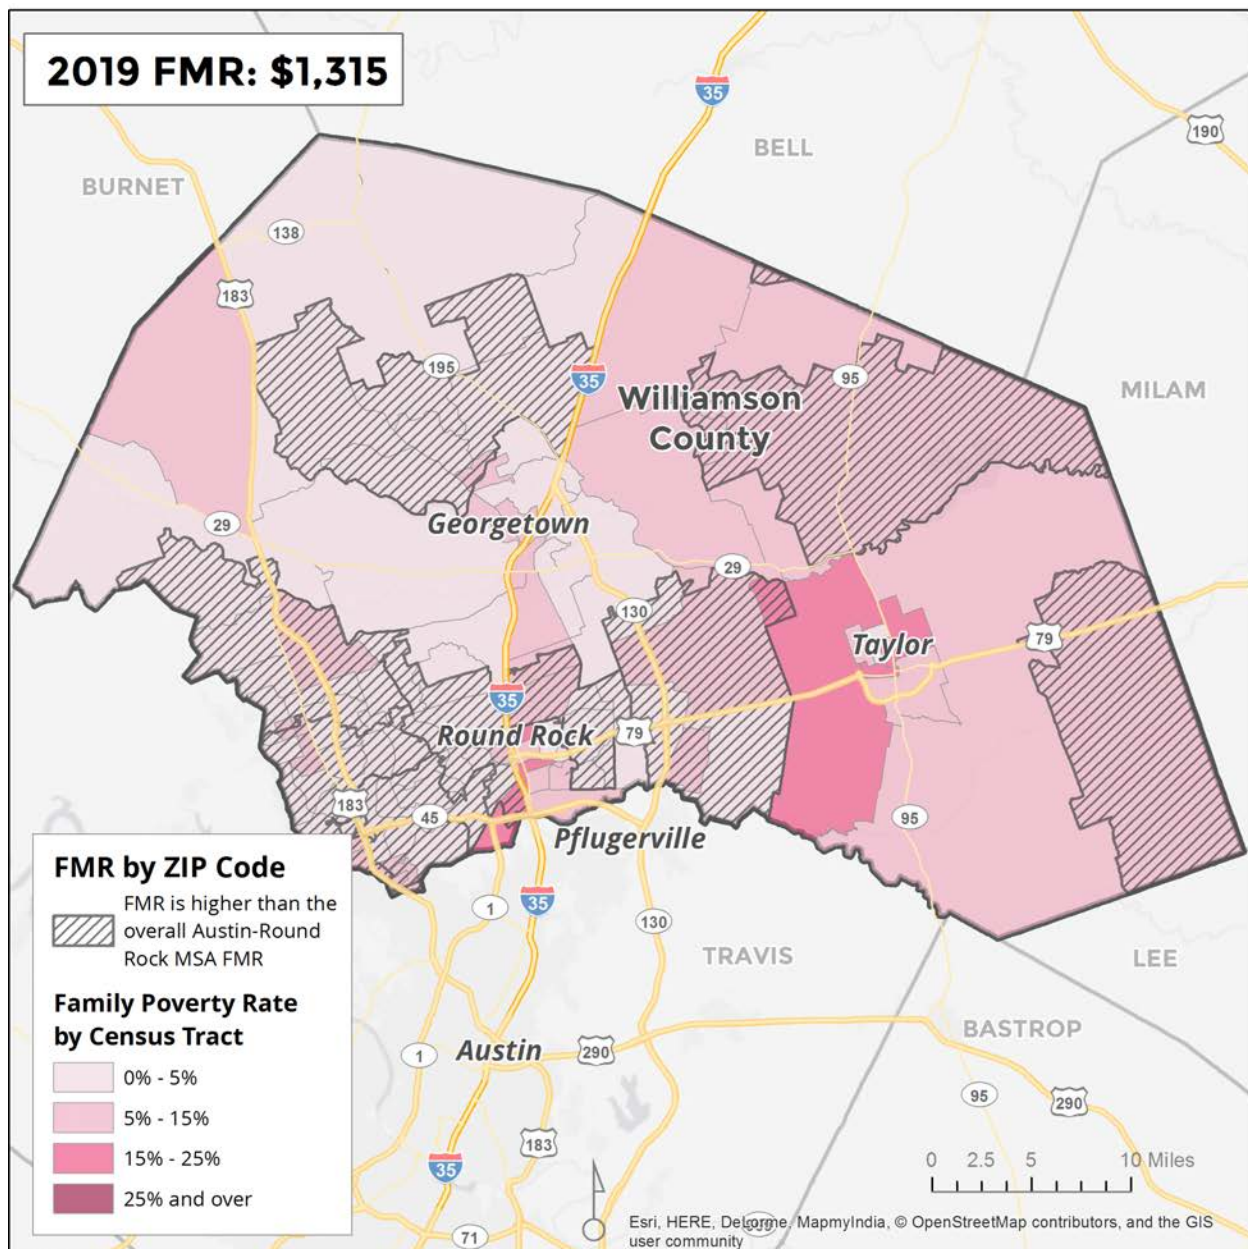 2019 FMR: $1,315
35
190
BELL
BURNET
138
183
195
35
95
Williamson
County
MILAM
29
Georgetown
29
130
Taylor
79
35
Round Rock
79
183
45
95
Pflugerville
FMR by ZIP Code
FMR is higher than the
overall Austin-Round
Rock MSA FMR
1
35
130
TRAVIS
LEE
Family Poverty Rate
by Census Tract
0% - 5%
5% - 15%
15% - 25%
25% and over
BASTROP
1
Austin
290
95
290
183
35
71
0 2.5 5 10 Miles
Esri, HERE, DeLorme, MapmyIndia, © OpenStreetMap contributors, and the GIS
user community